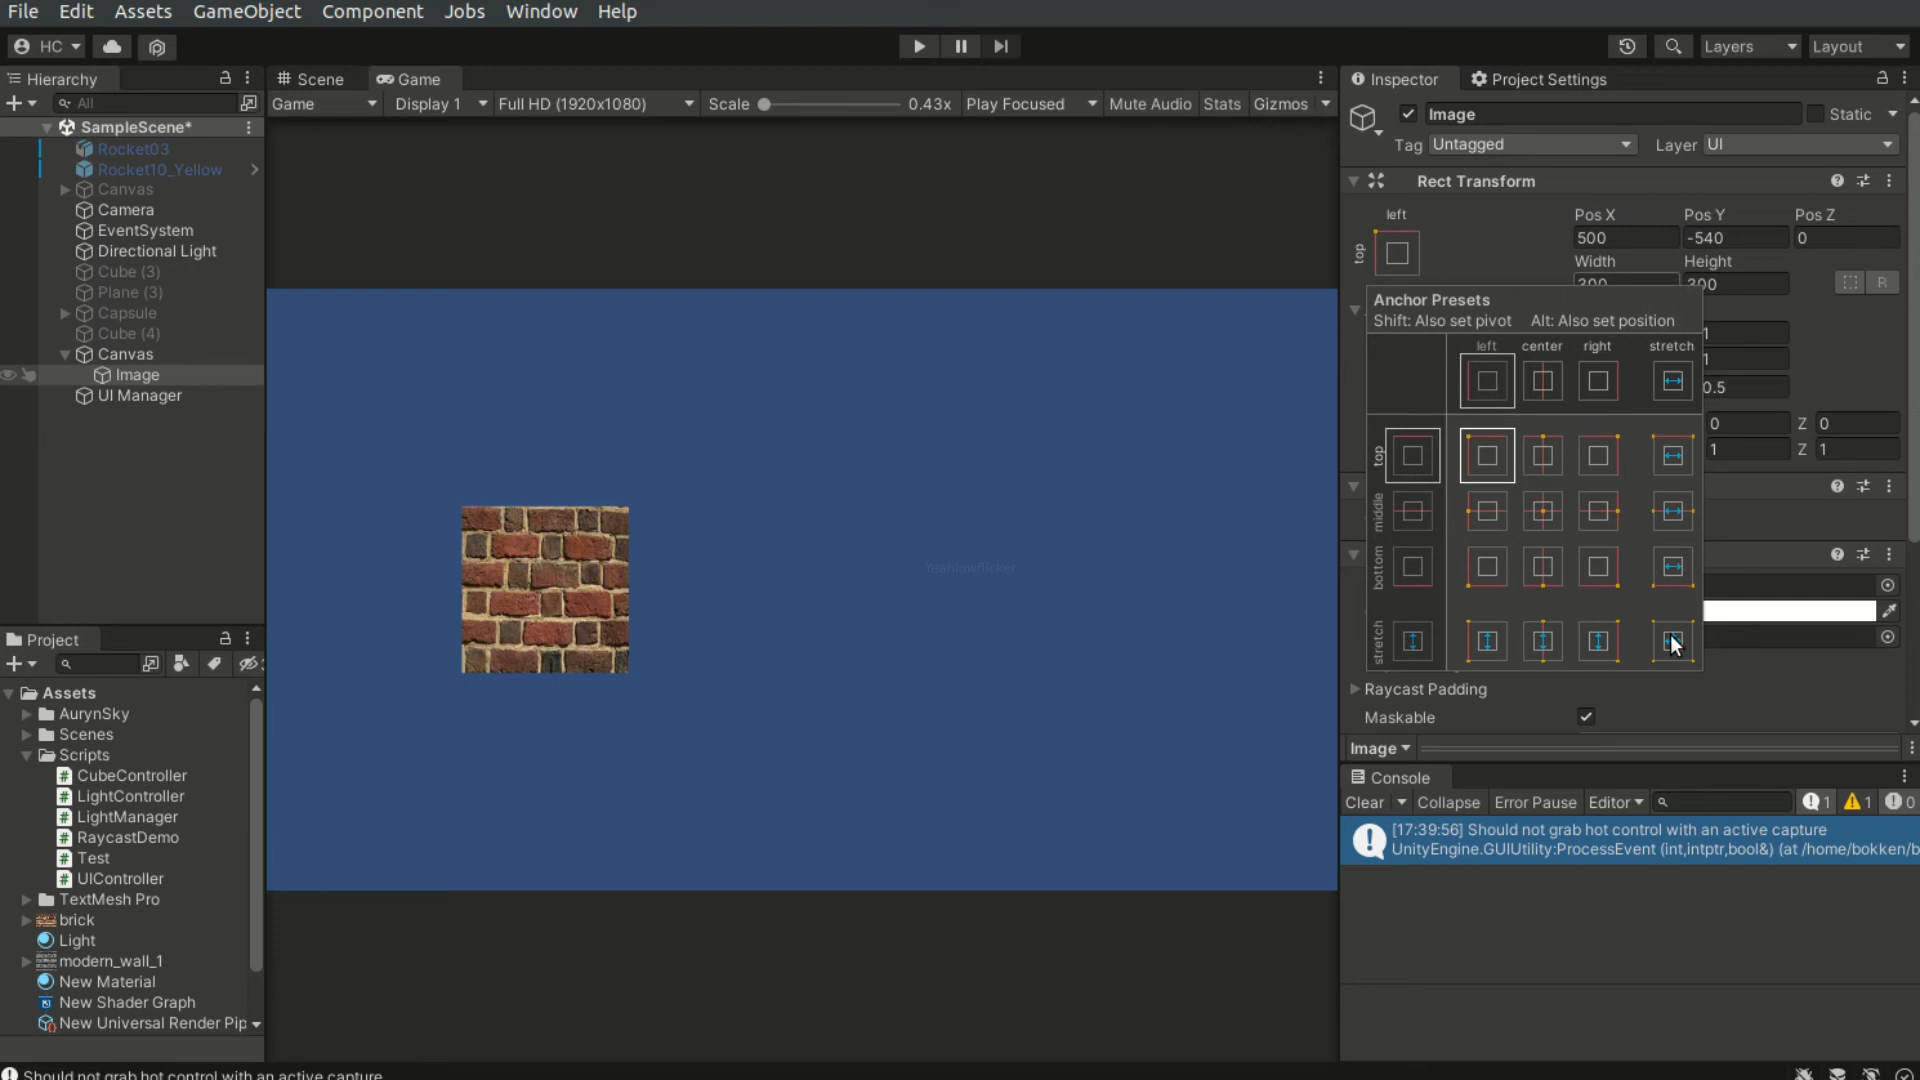 File Edit Assets GameObject Component Jobs Window Help
HC Layers Layout
Hierarchy
All
SampleScene*
Rocket03
Rocket10_Yellow
Canvas
Camera
EventSystem
Directional Light
Cube (3)
Plane (3)
Capsule
Cube (4)
Canvas
Image
UI Manager
Project
Assets
AurynSky
Scenes
Scripts
CubeController
LightController
LightManager
RaycastDemo
Test
UIController
TextMesh Pro
brick
Light
modern_wall_1
New Material
New Shader Graph
New Universal Render Pip
Scene Game
Game Display 1 Full HD (1920x1080) Scale 0.43x Play Focused Mute Audio Stats Gizmos
Yeahlowflicker
Inspector Project Settings
Image Static
Tag Untagged Layer UI
Rect Transform
left
top
Pos X Pos Y Pos Z
500 -540 0
Width Height
300 300
R
Anchor Presets
Shift: Also set pivot Alt: Also set position
left center right stretch
top
middle
bottom
stretch
1
1
0.5
0 Z 0
1 Z 1
Raycast Padding
Maskable
Image
Console
Clear Collapse Error Pause Editor 1 1 0
[17:39:56] Should not grab hot control with an active capture
UnityEngine.GUIUtility:ProcessEvent (int,intptr,bool&) (at /home/bokken/b
Should not grab hot control with an active capture